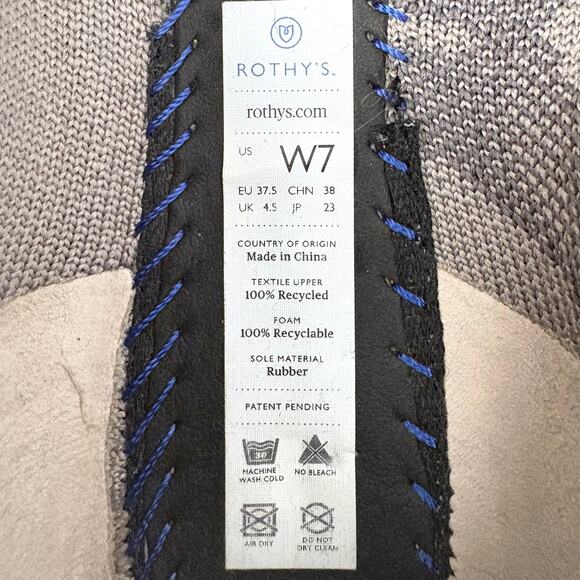 ROTHY'S
rothys.com
US W7
EU 37.5 CHN 38
UK 4.5 JP 23
COUNTRY OF ORIGIN
Made in China
TEXTILE UPPER
100% Recycled
FOAM
100% Recyclable
SOLE MATERIAL
Rubber
PATENT PENDING
30
MACHINE NO BLEACH
WASH COLD
AIR DRY DO NOT
DRY CLEAN